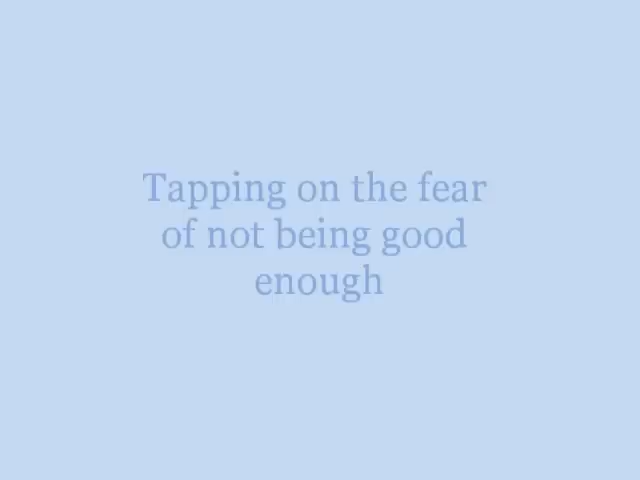 Tapping on the fear
of not being good
enough